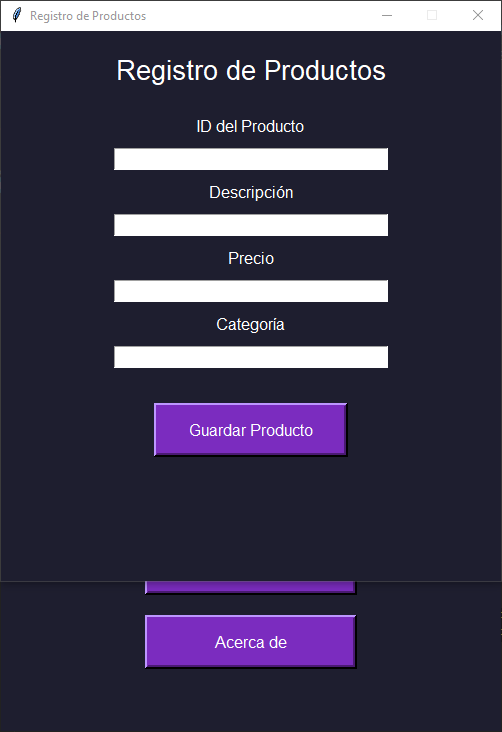 Registro de Productos
Registro de Productos
ID del Producto
Descripción
Precio
Categoría
Guardar Producto
Acerca de